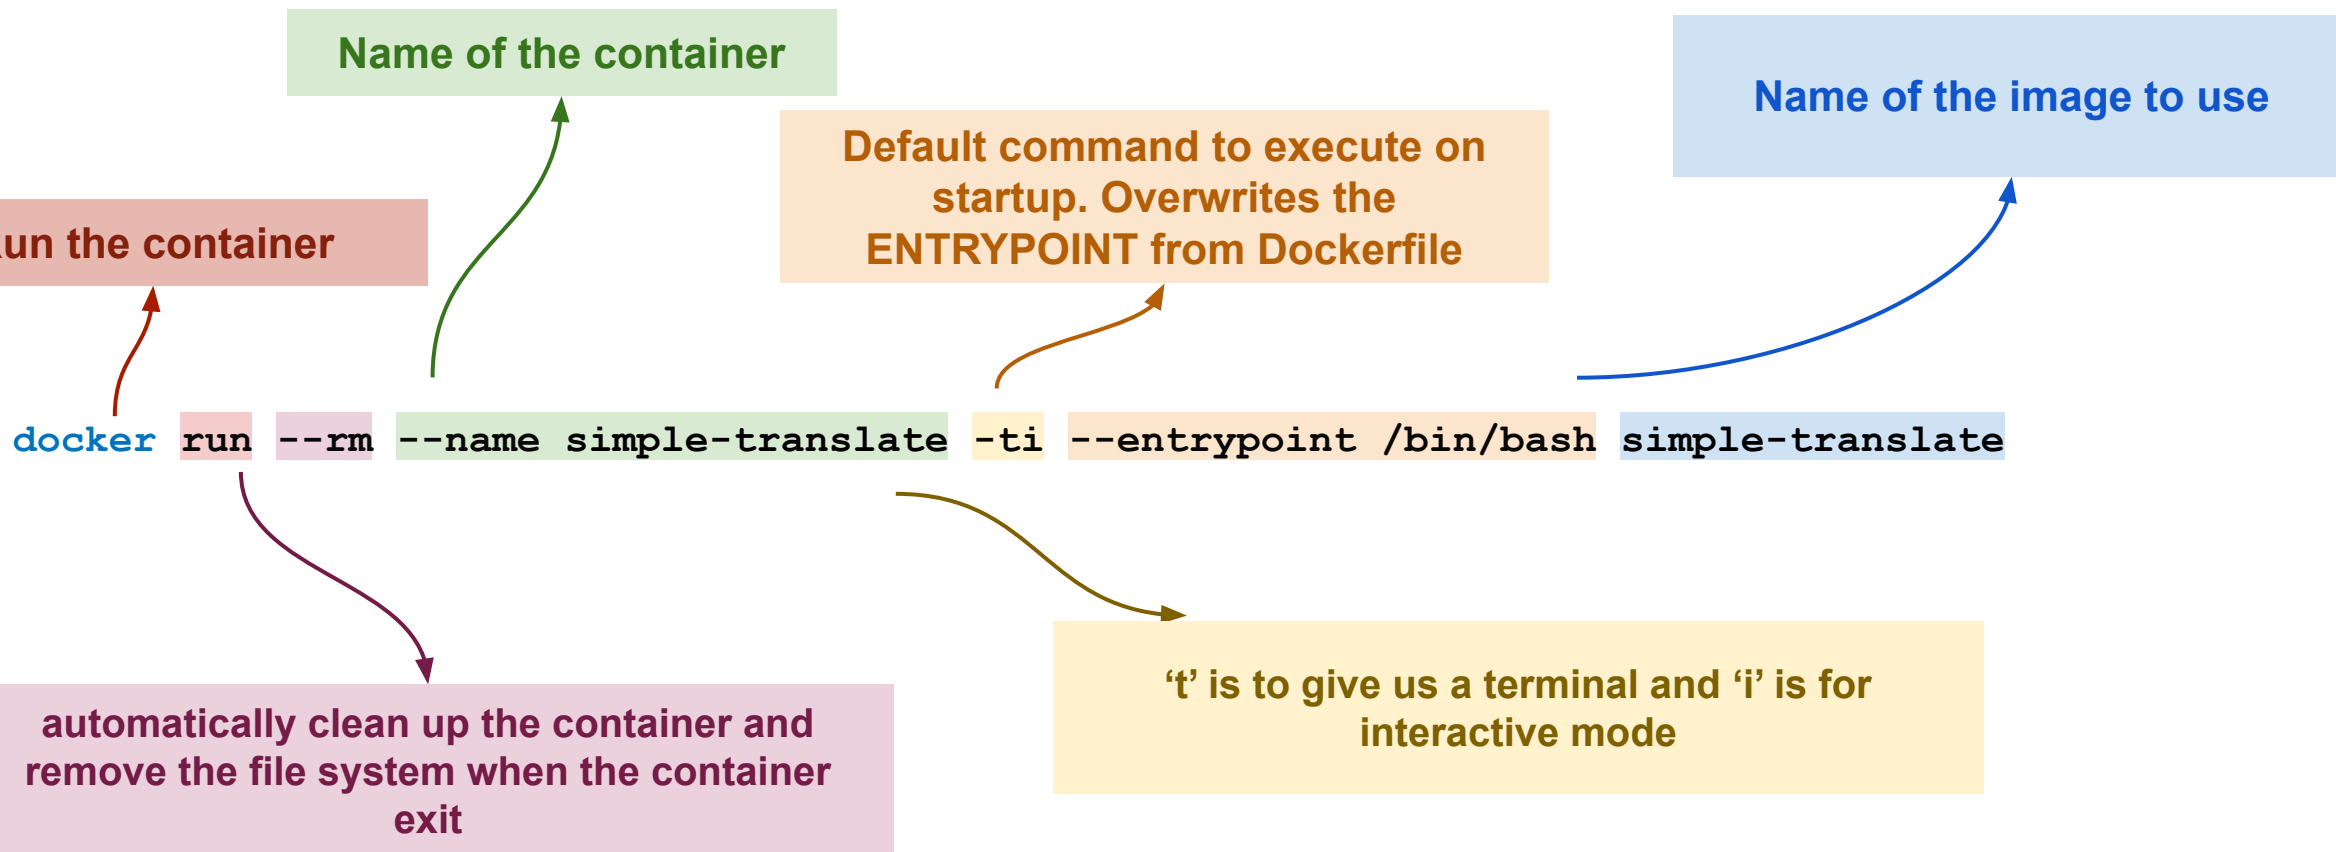 Name of the container
Name of the image to use
Default command to execute on
startup. Overwrites the
ENTRYPOINT from Dockerfile
un the container
docker run --rm --name simple-translate -ti --entrypoint /bin/bash simple-translate
‘t’ is to give us a terminal and ‘i’ is for
interactive mode
automatically clean up the container and
remove the file system when the container
exit